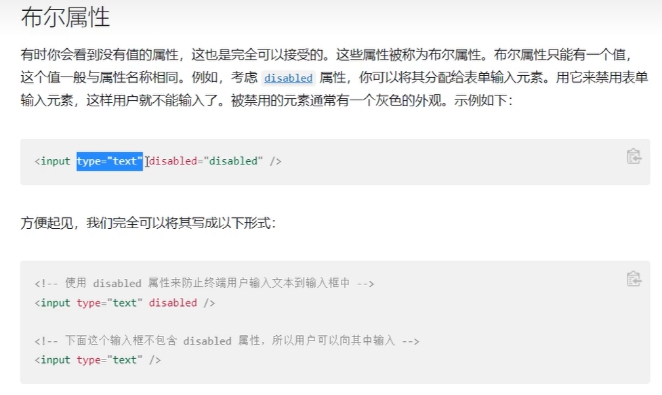 布尔属性
有时你会看到没有值的属性，这也是完全可以接受的。这些属性被称为布尔属性。布尔属性只能有一个值，
这个值一般与属性名称相同。例如，考虑 disabled 属性，你可以将其分配给表单输入元素。用它来禁用表单
输入元素，这样用户就不能输入了。被禁用的元素通常有一个灰色的外观。示例如下：
<input type="text" disabled="disabled" />
方便起见，我们完全可以将其写成以下形式：
<!-- 使用 disabled 属性来防止终端用户输入文本到输入框中 -->
<input type="text" disabled />
<!-- 下面这个输入框不包含 disabled 属性，所以用户可以向其中输入 -->
<input type="text" />